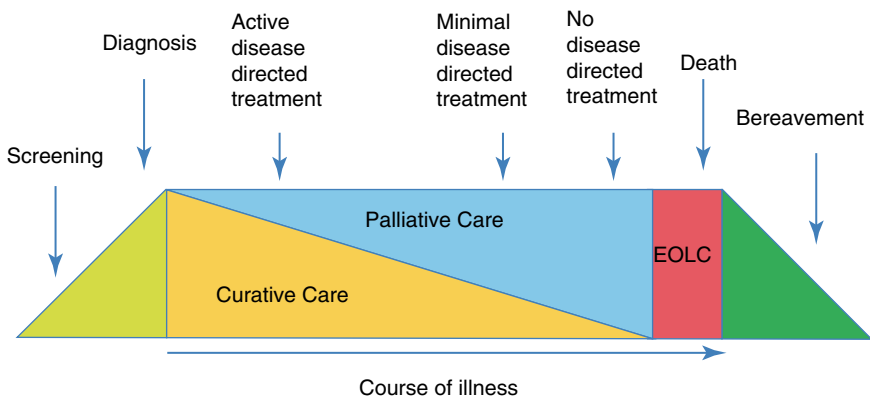 Screening
Diagnosis
Active
disease
directed
treatment
Minimal
disease
directed
treatment
No
disease
directed
treatment
Death
Bereavement
Palliative Care
Curative Care
EOLC
Course of illness